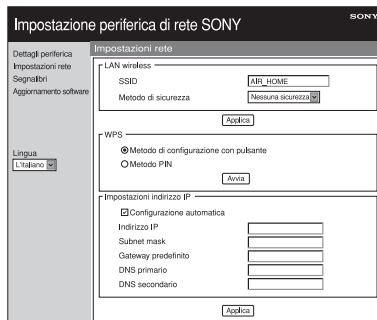 Impostazione periferica di rete SONY
SONY
Dettagli periferica
Impostazioni rete
Segnalibri
Aggiornamento software
Lingua
L'italiano
Impostazioni rete
LAN wireless
SSID AIR_HOME
Metodo di sicurezza Nessuna sicurezza
Applica
WPS
Metodo di configurazione con pulsante
Metodo PIN
Avvia
Impostazioni indirizzo IP
Configurazione automatica
Indirizzo IP
Subnet mask
Gateway predefinito
DNS primario
DNS secondario
Applica